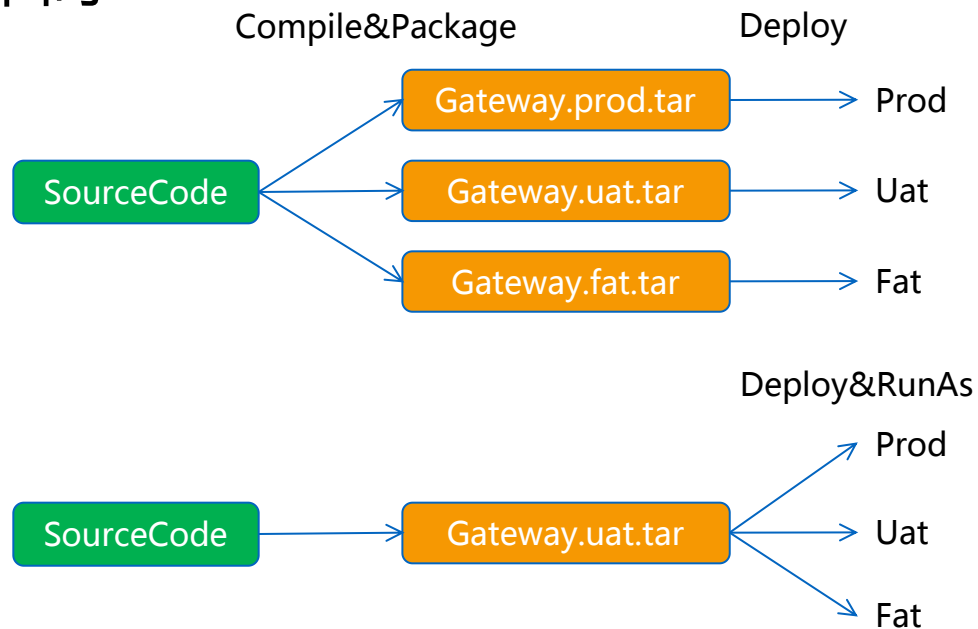 Compile&Package
Deploy
Gateway.prod.tar
Prod
SourceCode
Gateway.uat.tar
Uat
Gateway.fat.tar
Fat
Deploy&RunAs
Prod
SourceCode
Gateway.uat.tar
Uat
Fat